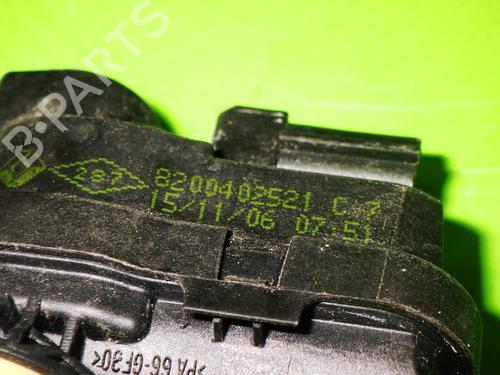 B-PARTS
287
8200402521 C 7
15/11/06 07:51
>PA 66-GF30<